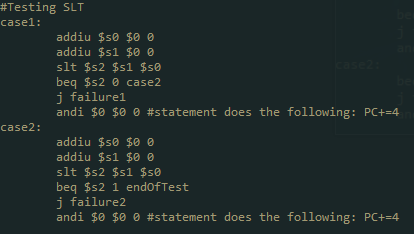 #Testing SLT
case1:
addiu $s0 $0 0
addiu $s1 $0 0
slt $s2 $s1 $s0
beq $s2 0 case2
j failure1
andi $0 $0 0 #statement does the following: PC+=4
case2:
addiu $s0 $0 0
addiu $s1 $0 0
slt $s2 $s1 $s0
beq $s2 1 endOfTest
j failure2
andi $0 $0 0 #statement does the following: PC+=4